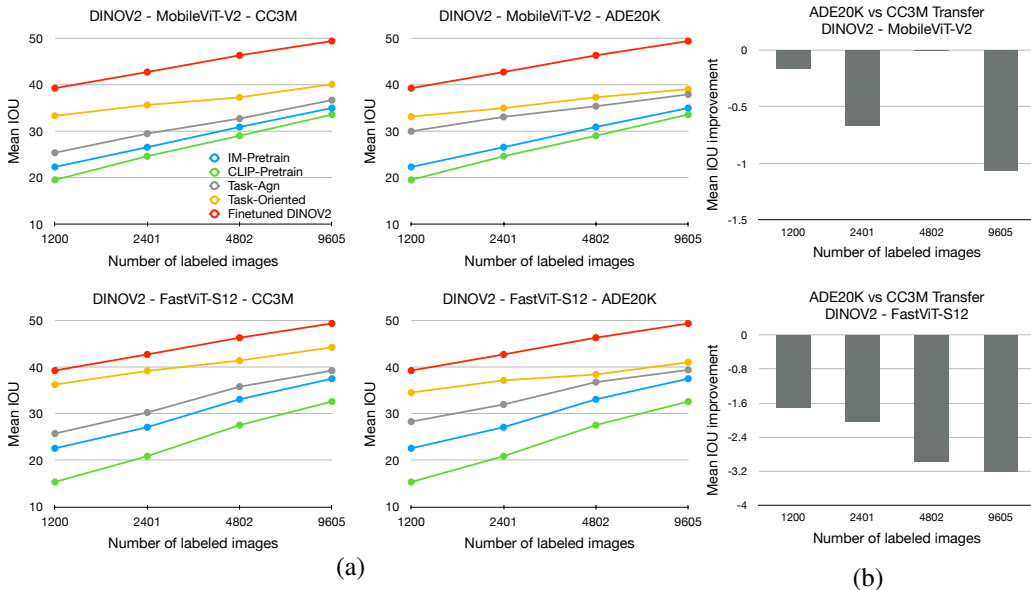 DINOV2 - MobileViT-V2 - CC3M
50
40
30
20
10
Mean IOU
IM-Pretrain
CLIP-Pretrain
Task-Agn
Task-Oriented
Finetuned DINOV2
1200 2401 4802 9605
Number of labeled images
DINOV2 - MobileViT-V2 - ADE20K
50
40
30
20
10
Mean IOU
1200 2401 4802 9605
Number of labeled images
ADE20K vs CC3M Transfer
DINOV2 - MobileViT-V2
0
-0.5
-1
-1.5
Mean IOU improvement
1200 2401 4802 9605
Number of labeled images
DINOV2 - FastViT-S12 - CC3M
50
40
30
20
10
Mean IOU
1200 2401 4802 9605
Number of labeled images
DINOV2 - FastViT-S12 - ADE20K
50
40
30
20
10
Mean IOU
1200 2401 4802 9605
Number of labeled images
ADE20K vs CC3M Transfer
DINOV2 - FastViT-S12
0
-0.8
-1.6
-2.4
-3.2
-4
Mean IOU improvement
1200 2401 4802 9605
Number of labeled images
(a)
(b)